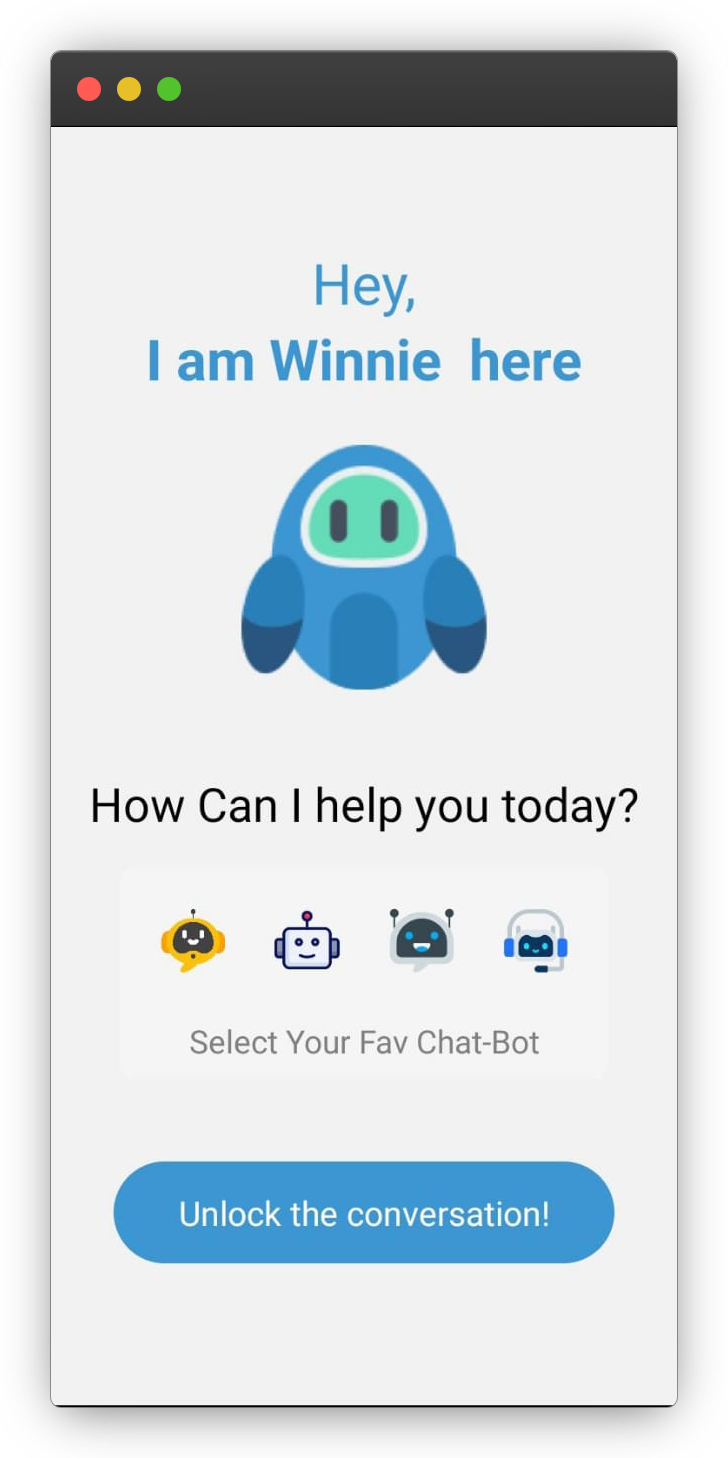 Hey,
I am Winnie  here
How Can I help you today?
Select Your Fav Chat-Bot
Unlock the conversation!